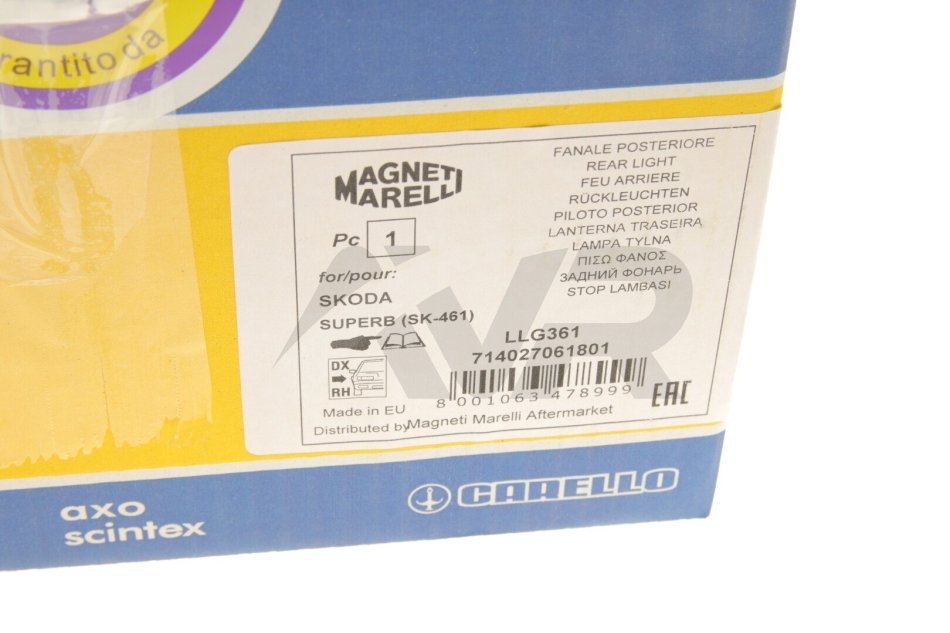 rantito da
MAGNETI
MARELLI
Pc 1
for/pour:
SKODA
SUPERB (SK-461)
DX
RH
Made in EU
Distributed by Magneti Marelli Aftermarket
FANALE POSTERIORE
REAR LIGHT
FEU ARRIERE
RÜCKLEUCHTEN
PILOTO POSTERIOR
LANTERNA TRASEIRA
LAMPA TYLNA
ΠΙΣΩ ΦΑΝΟΣ
ЗАДНИЙ ФОНАРЬ
STOP LAMBASI
LLG361
714027061801
8 001063 478999
EAC
VR
axo
scintex
CARELLO